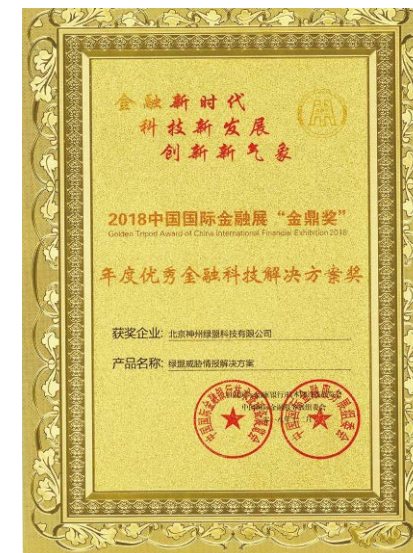 金融新时代
科技新发展
创新新气象
2018中国国际金融展“金鼎奖”
Golden Tripod Award of China International Financial Exhibition 2018
年度优秀金融科技解决方案奖
获奖企业: 北京神州绿盟科技有限公司
产品名称: 绿盟威胁情报解决方案